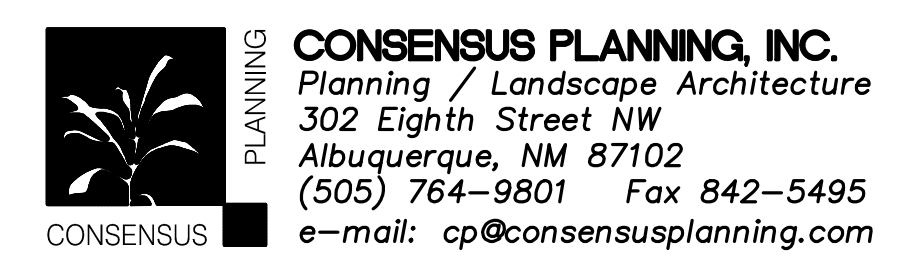 CONSENSUS
PLANNING
CONSENSUS PLANNING, INC.
Planning / Landscape Architecture
302 Eighth Street NW
Albuquerque, NM 87102
(505) 764-9801 Fax 842-5495
e-mail: cp@consensusplanning.com